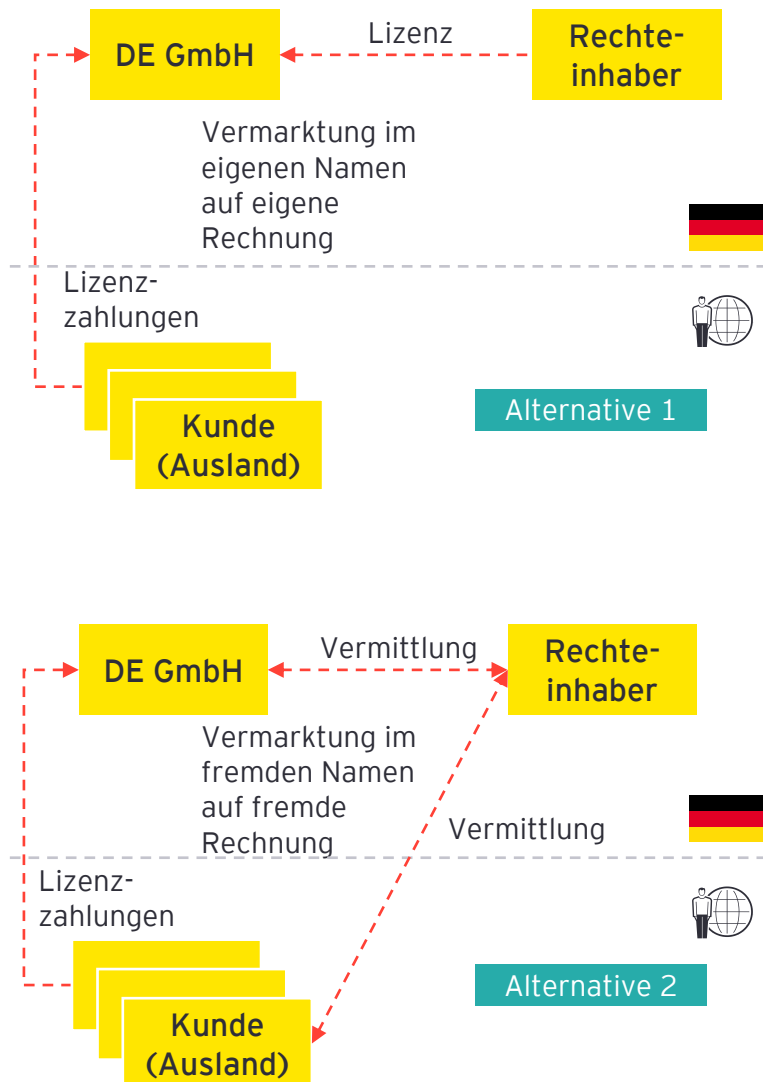 DE GmbH
Lizenz
Rechte-
inhaber
Vermarktung im
eigenen Namen
auf eigene
Rechnung
Lizenz-
zahlungen
Kunde
(Ausland)
Alternative 1
DE GmbH
Vermittlung
Rechte-
inhaber
Vermarktung im
fremden Namen
auf fremde
Rechnung
Vermittlung
Lizenz-
zahlungen
Kunde
(Ausland)
Alternative 2